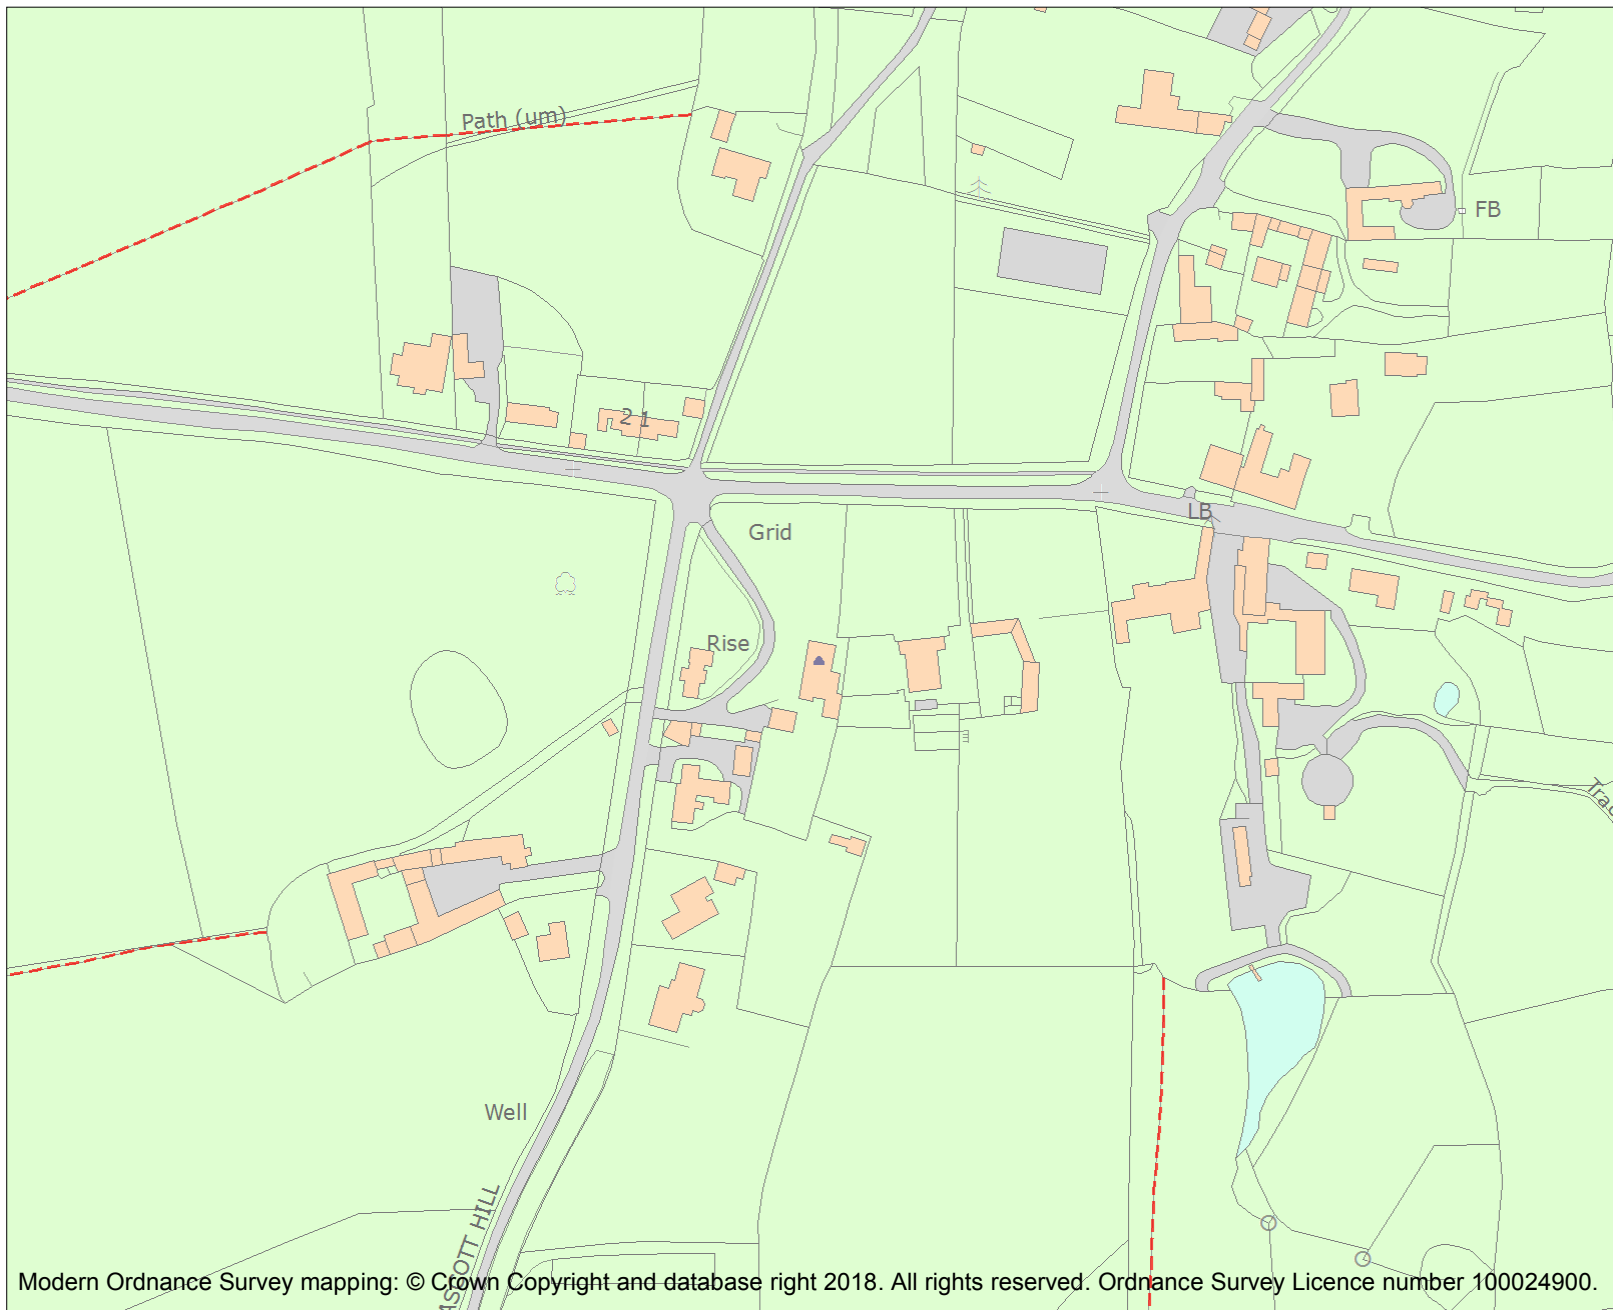 Path (um)
FB
2 1
LB
Grid
Rise
Well
ASCOTT HILL
Modern Ordnance Survey mapping: © Crown Copyright and database right 2018. All rights reserved. Ordnance Survey Licence number 100024900.